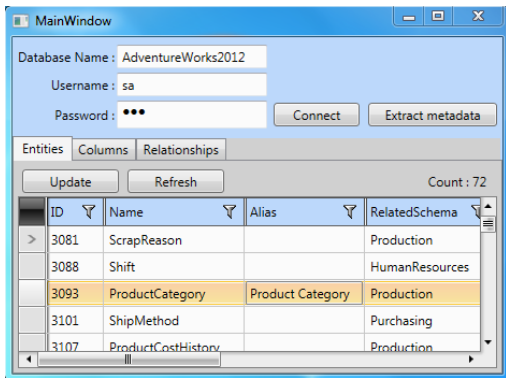 MainWindow
Database Name : AdventureWorks2012
Username : sa
Password : •••
Connect Extract metadata
Entities Columns Relationships
Update Refresh Count : 72
ID Name Alias RelatedSchema
3081 ScrapReason Production
3088 Shift HumanResources
3093 ProductCategory Product Category Production
3101 ShipMethod Purchasing
3107 ProductCostHistory Production